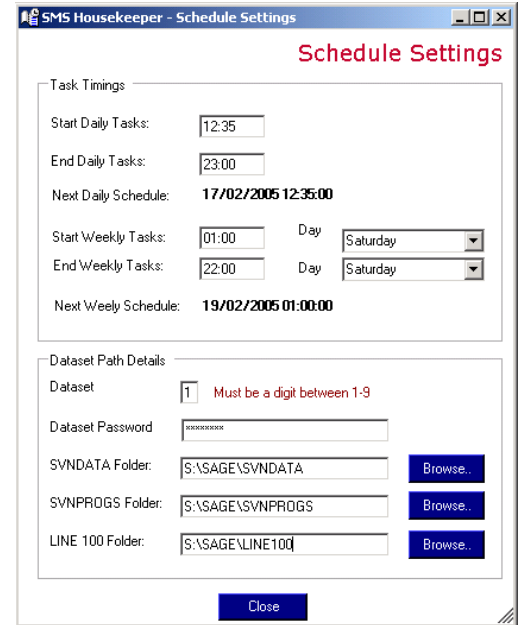 SMS Housekeeper - Schedule Settings
Schedule Settings
Task Timings
Start Daily Tasks: 12:35
End Daily Tasks: 23:00
Next Daily Schedule: 17/02/2005 12:35:00
Start Weekly Tasks: 01:00 Day Saturday
End Weekly Tasks: 22:00 Day Saturday
Next Weely Schedule: 19/02/2005 01:00:00
Dataset Path Details
Dataset 1 Must be a digit between 1-9
Dataset Password ********
SVNDATA Folder: S:\SAGE\SVNDATA Browse..
SVNPROGS Folder: S:\SAGE\SVNPROGS Browse..
LINE 100 Folder: S:\SAGE\LINE100 Browse..
Close